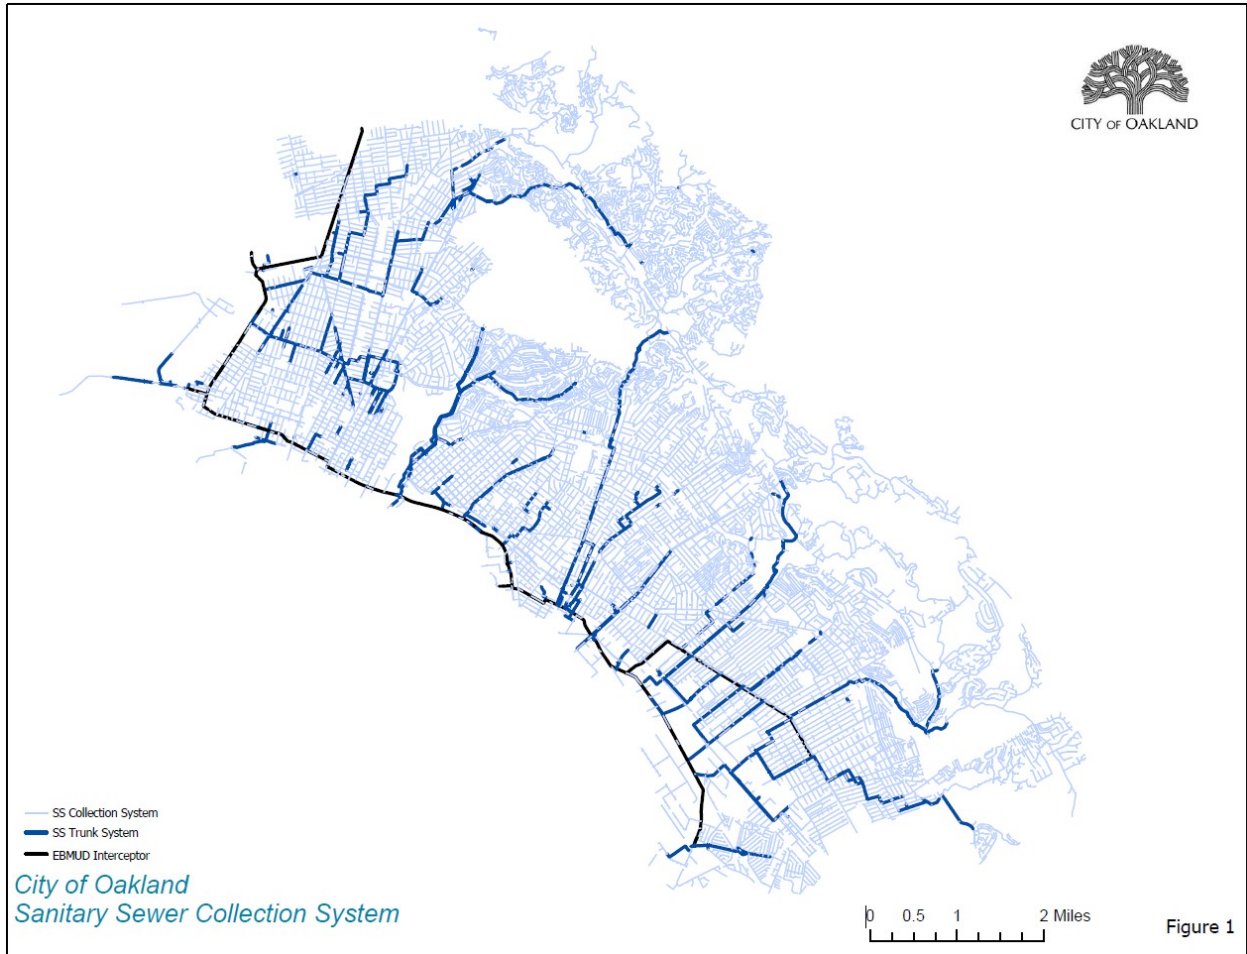 CITY OF OAKLAND
SS Collection System
SS Trunk System
EBMUD Interceptor
City of Oakland
Sanitary Sewer Collection System
0 0.5 1 2 Miles
Figure 1